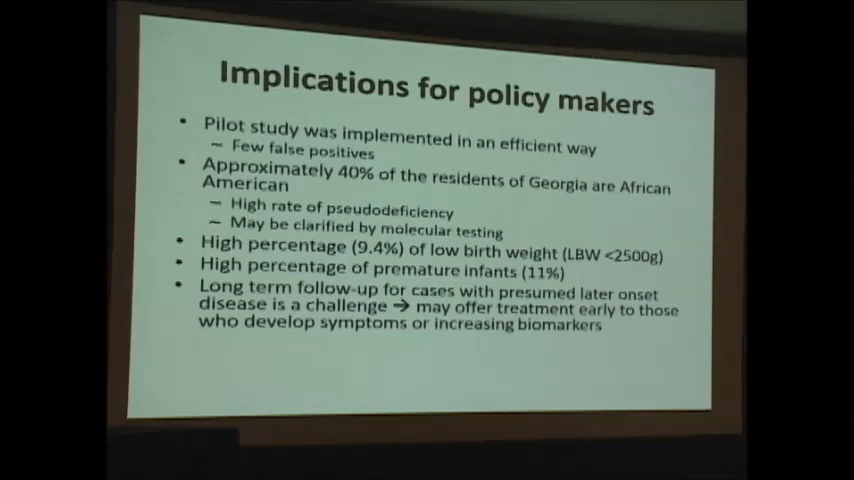 Implications for policy makers
• Pilot study was implemented in an efficient way
– Few false positives
• Approximately 40% of the residents of Georgia are African
American
– High rate of pseudodeficiency
– May be clarified by molecular testing
• High percentage (9.4%) of low birth weight (LBW <2500g)
• High percentage of premature infants (11%)
• Long term follow-up for cases with presumed later onset
disease is a challenge → may offer treatment early to those
who develop symptoms or increasing biomarkers